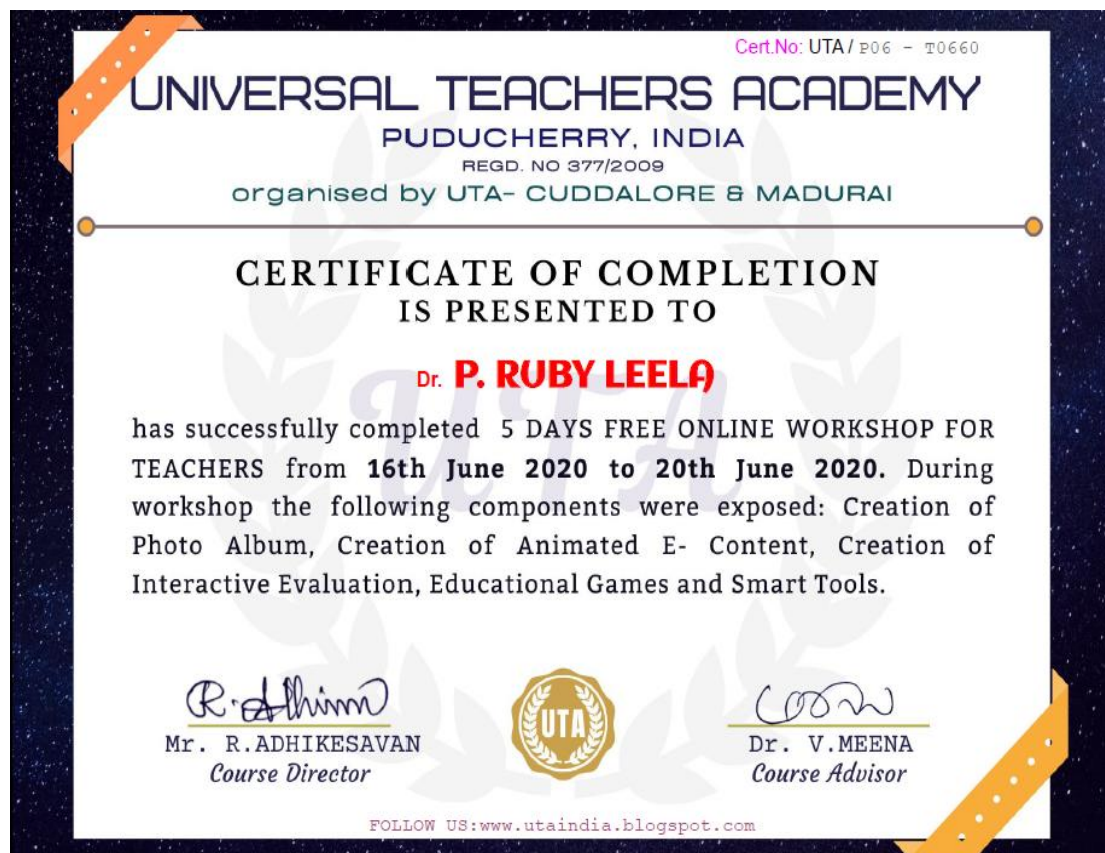 Cert.No: UTA / P06 - T0660
UNIVERSAL TEACHERS ACADEMY
PUDUCHERRY, INDIA
REGD. NO 377/2009
organised by UTA- CUDDALORE & MADURAI
CERTIFICATE OF COMPLETION
IS PRESENTED TO
Dr. P. RUBY LEELA
UTA
has successfully completed 5 DAYS FREE ONLINE WORKSHOP FOR
TEACHERS from 16th June 2020 to 20th June 2020. During
workshop the following components were exposed: Creation of
Photo Album, Creation of Animated E- Content, Creation of
Interactive Evaluation, Educational Games and Smart Tools.
UTA
Mr. R.ADHIKESAVAN
Course Director
Dr. V.MEENA
Course Advisor
FOLLOW US:www.utaindia.blogspot.com